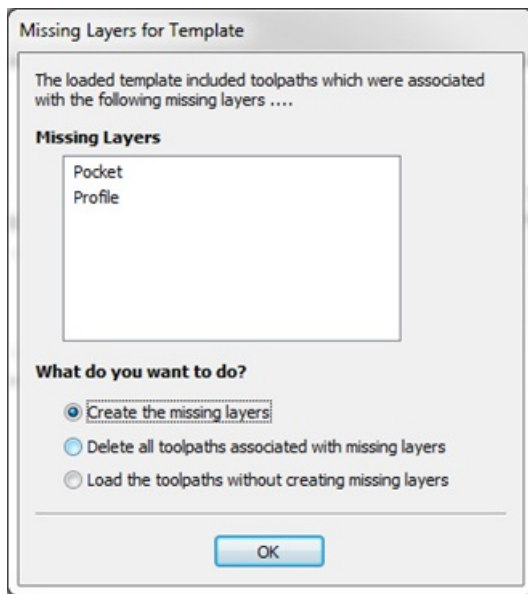 Missing Layers for Template
The loaded template included toolpaths which were associated
with the following missing layers ....
Missing Layers
Pocket
Profile
What do you want to do?
Create the missing layers
Delete all toolpaths associated with missing layers
Load the toolpaths without creating missing layers
OK